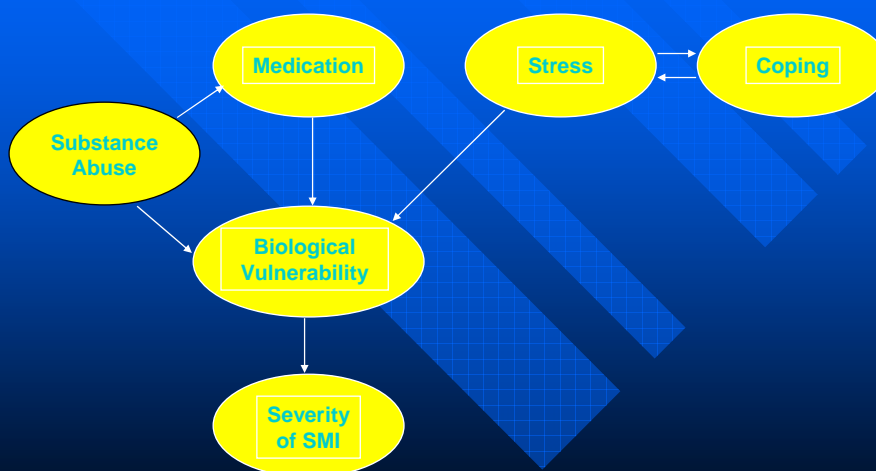 Medication
Stress
Coping
Substance
Abuse
Biological
Vulnerability
Severity
of SMI